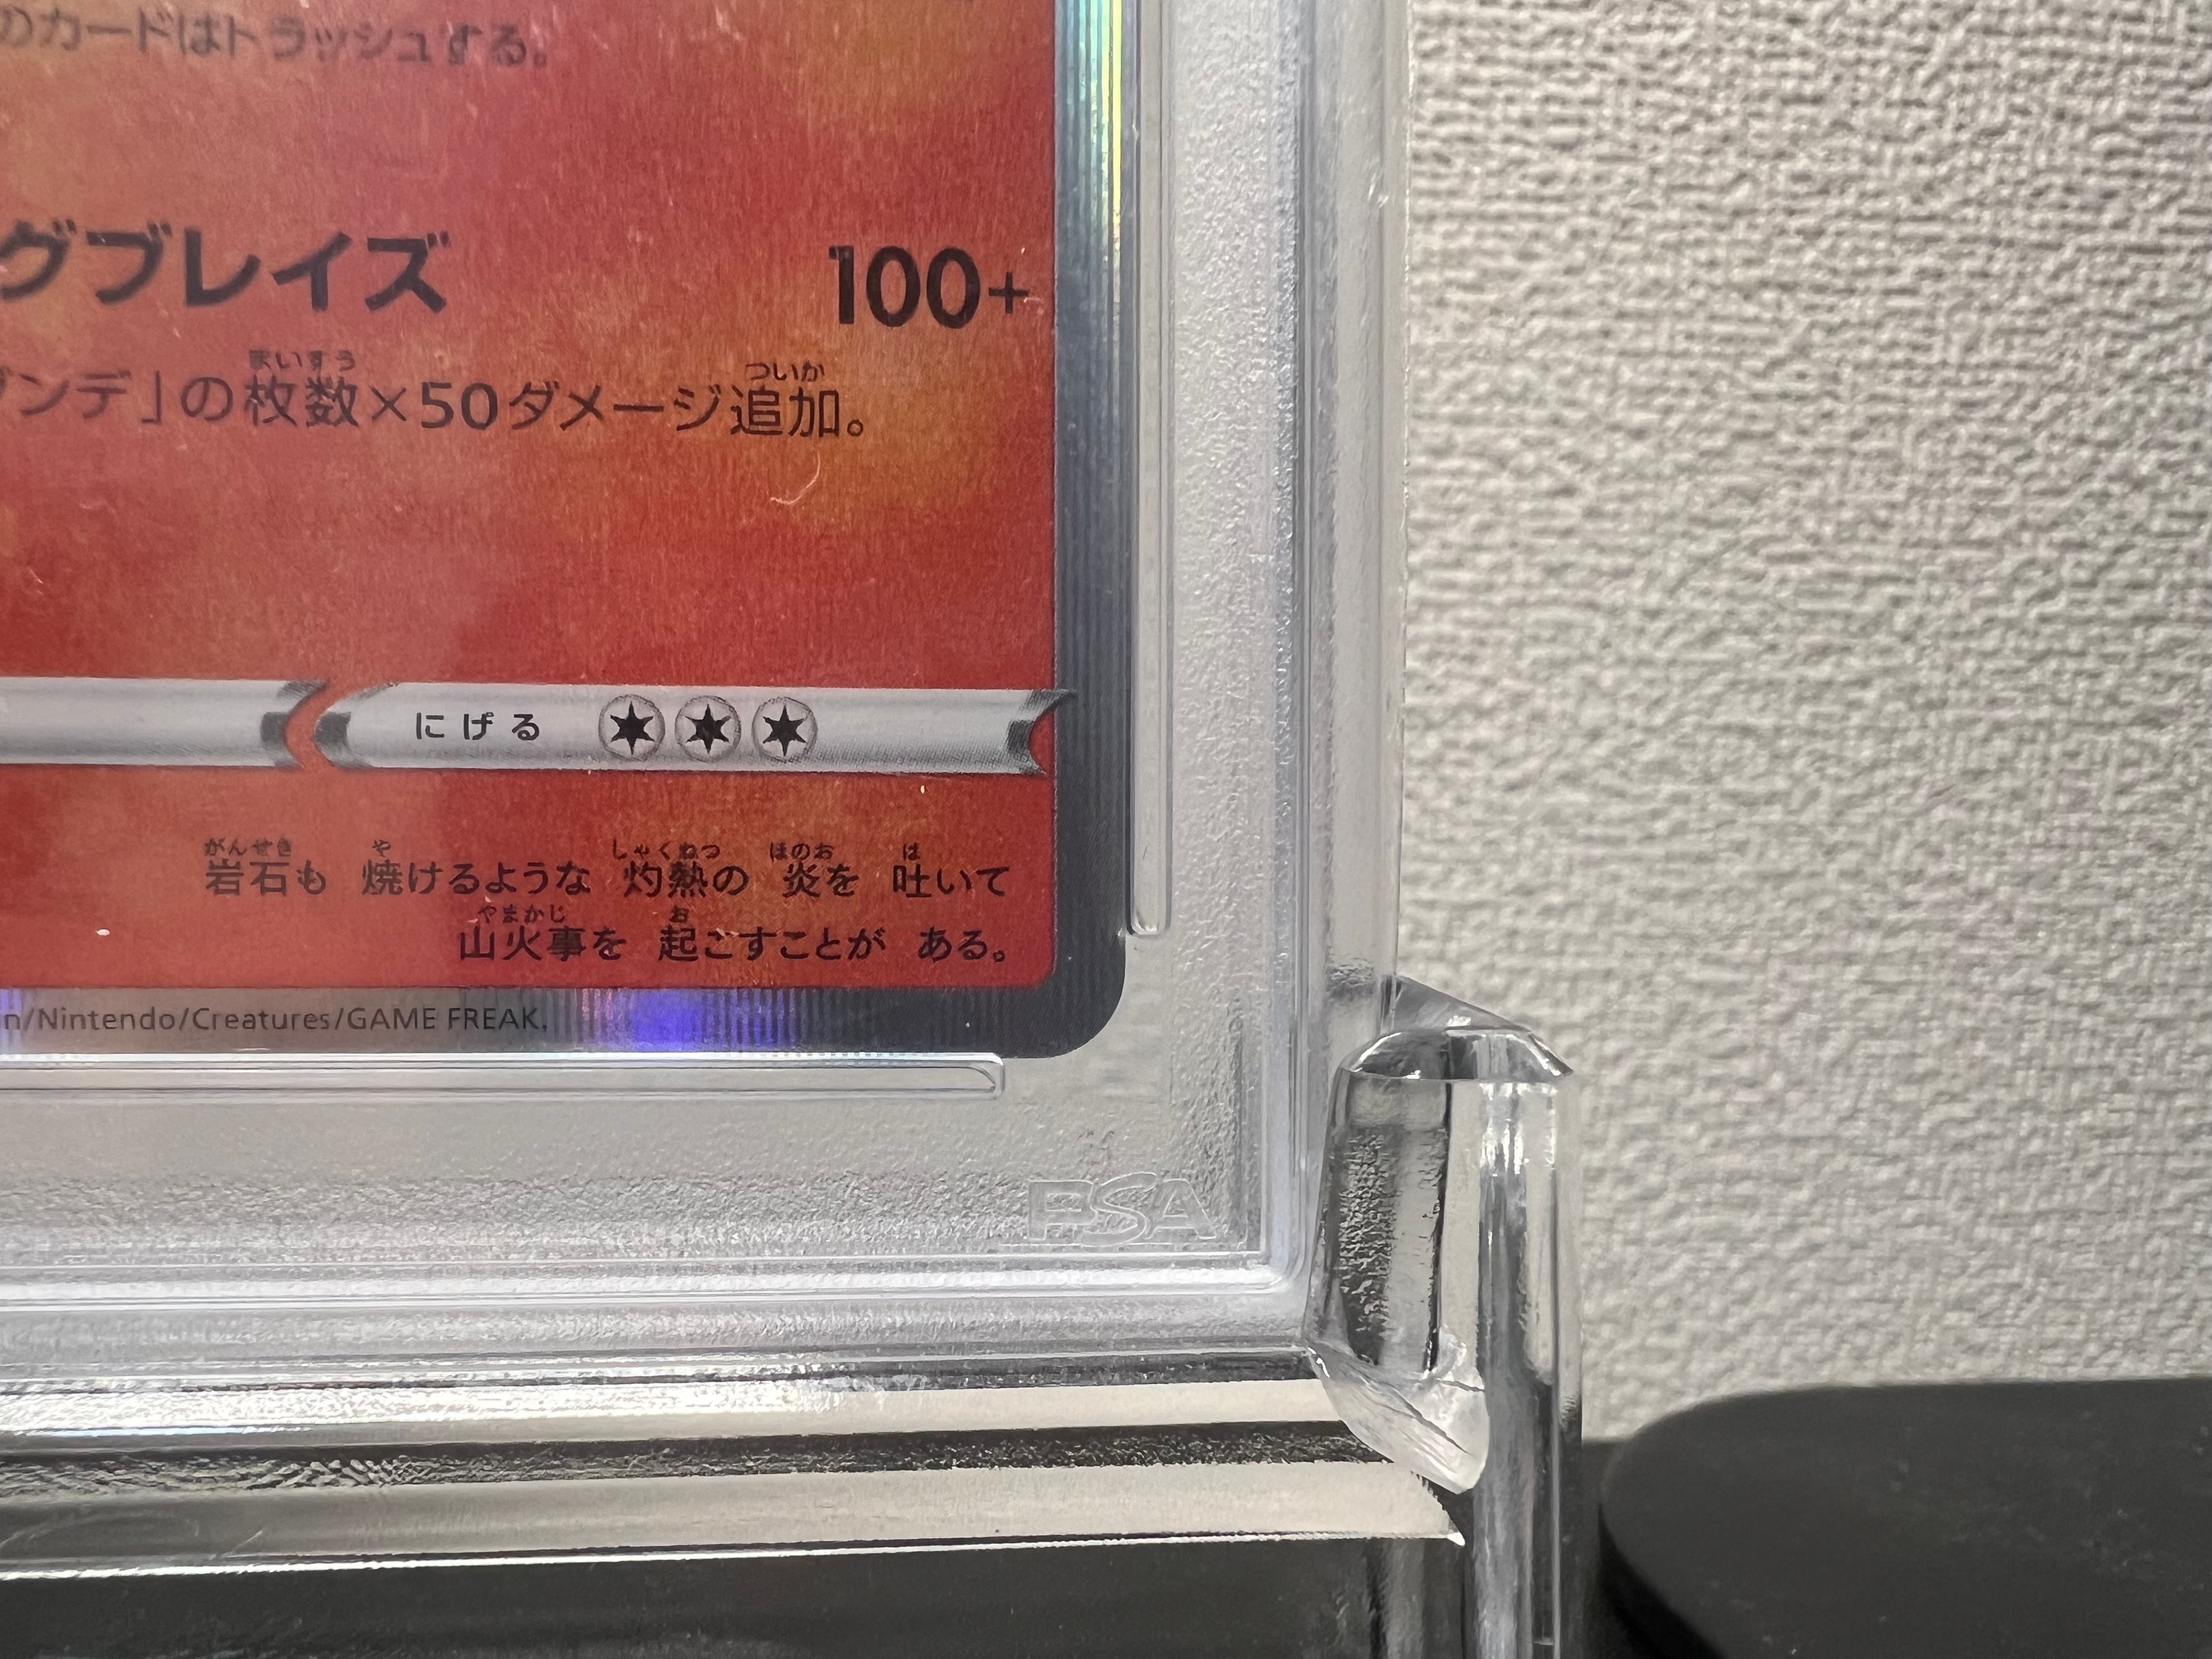 のカードはトラッシュする。
グブレイズ 100+
ダンデ」の枚数×50ダメージ追加。
まいすう ついか
にげる
がんせき や しゃくねつ ほのお は
岩石も 焼けるような 灼熱の 炎を 吐いて
やまかじ お
山火事を 起こすことが ある。
n/Nintendo/Creatures/GAME FREAK.
PSA